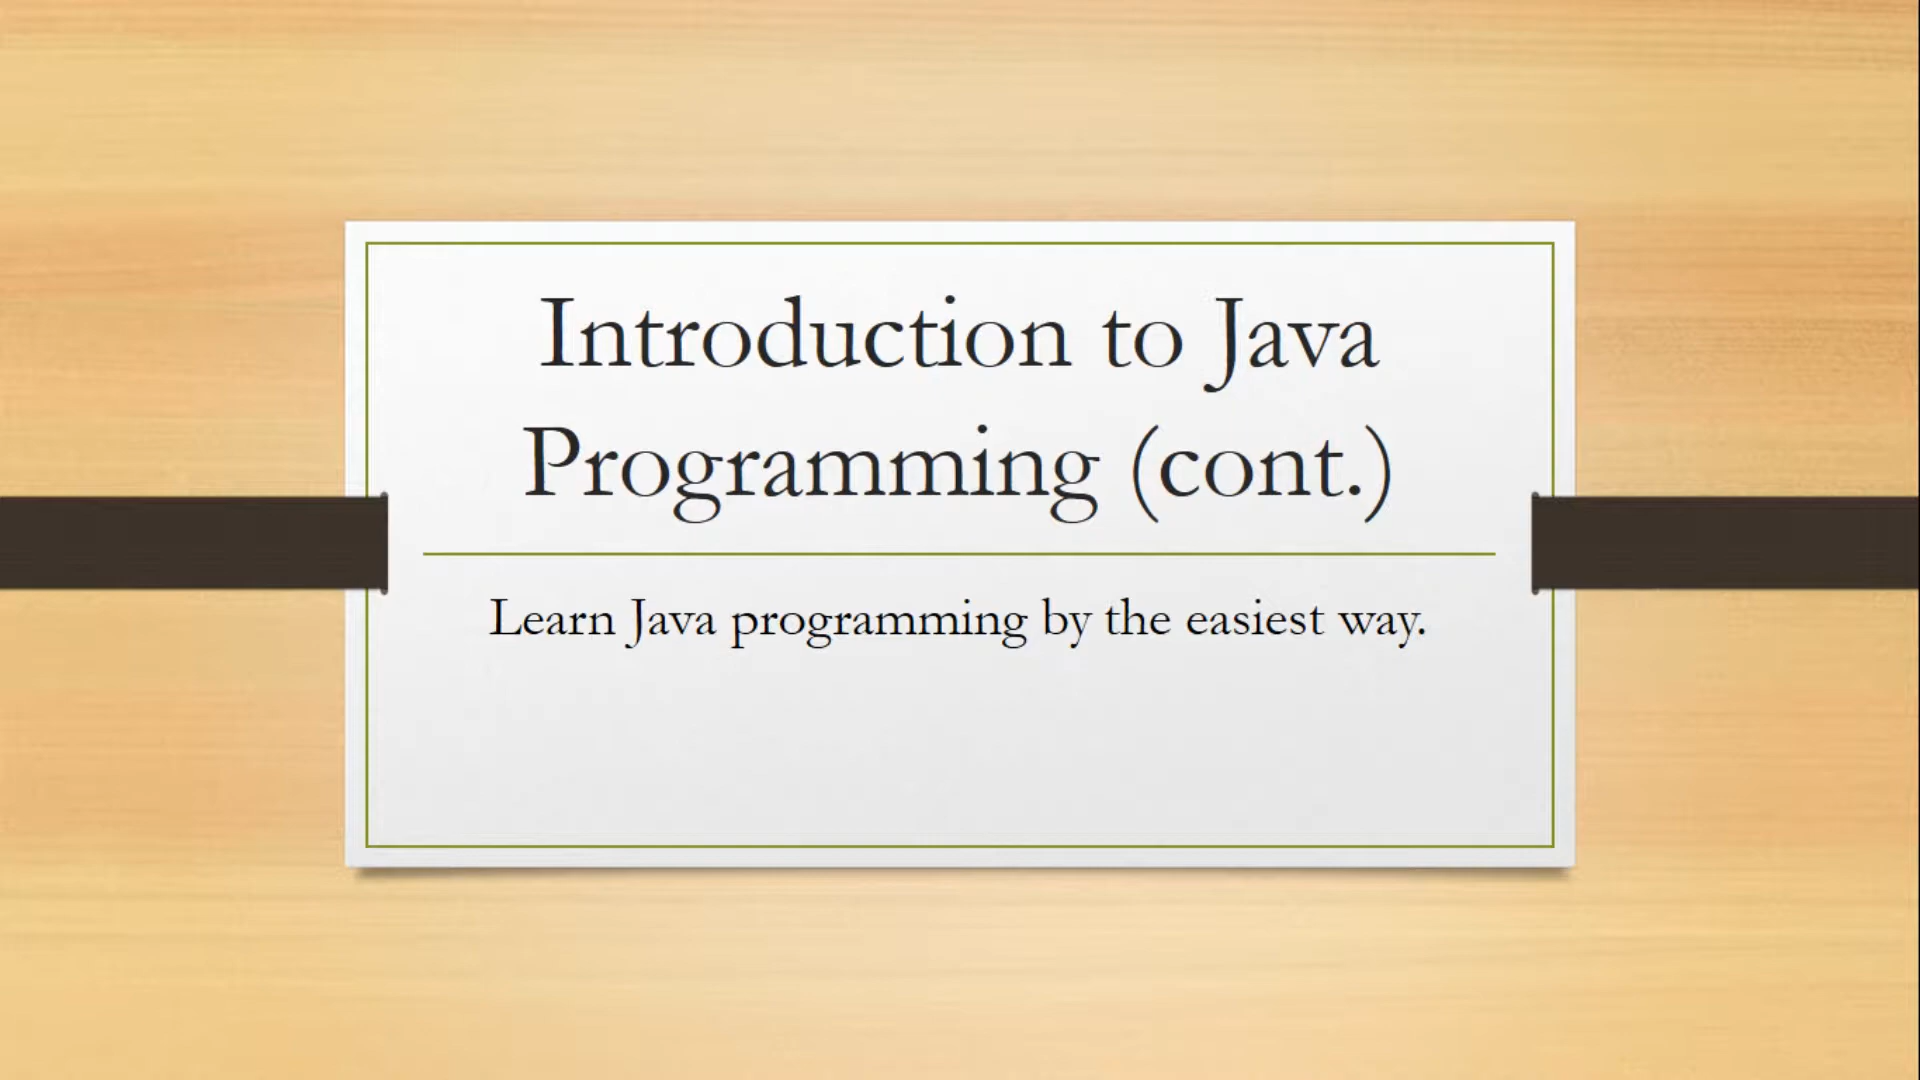 Introduction to Java
Programming (cont.)
Learn Java programming by the easiest way.